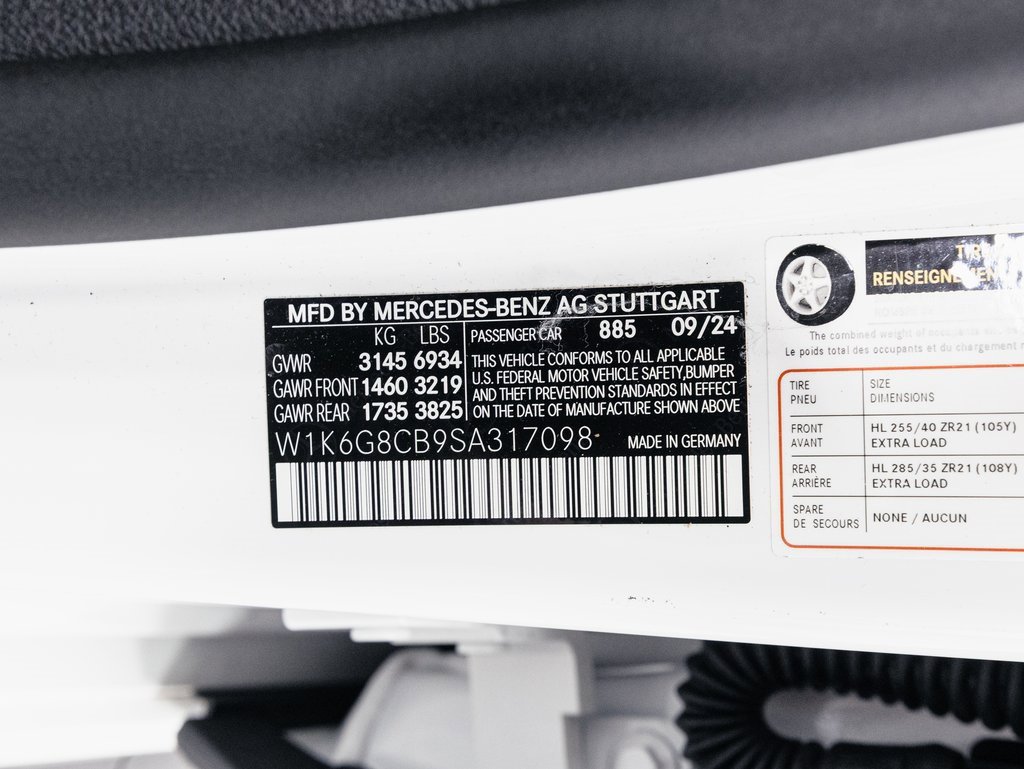 MFD BY MERCEDES-BENZ AG STUTTGART
KG LBS
GVWR 3145 6934
GAWR FRONT 1460 3219
GAWR REAR 1735 3825
PASSENGER CAR 885 09/24
THIS VEHICLE CONFORMS TO ALL APPLICABLE
U.S. FEDERAL MOTOR VEHICLE SAFETY, BUMPER
AND THEFT PREVENTION STANDARDS IN EFFECT
ON THE DATE OF MANUFACTURE SHOWN ABOVE
W1K6G8CB9SA317098 MADE IN GERMANY
The combined weight of
Le poids total des occupants et du chargement
TIRE SIZE
PNEU DIMENSIONS
FRONT HL 255/40 ZR21 (105Y)
AVANT EXTRA LOAD
REAR HL 285/35 ZR21 (108Y)
ARRIÈRE EXTRA LOAD
SPARE
DE SECOURS NONE / AUCUN